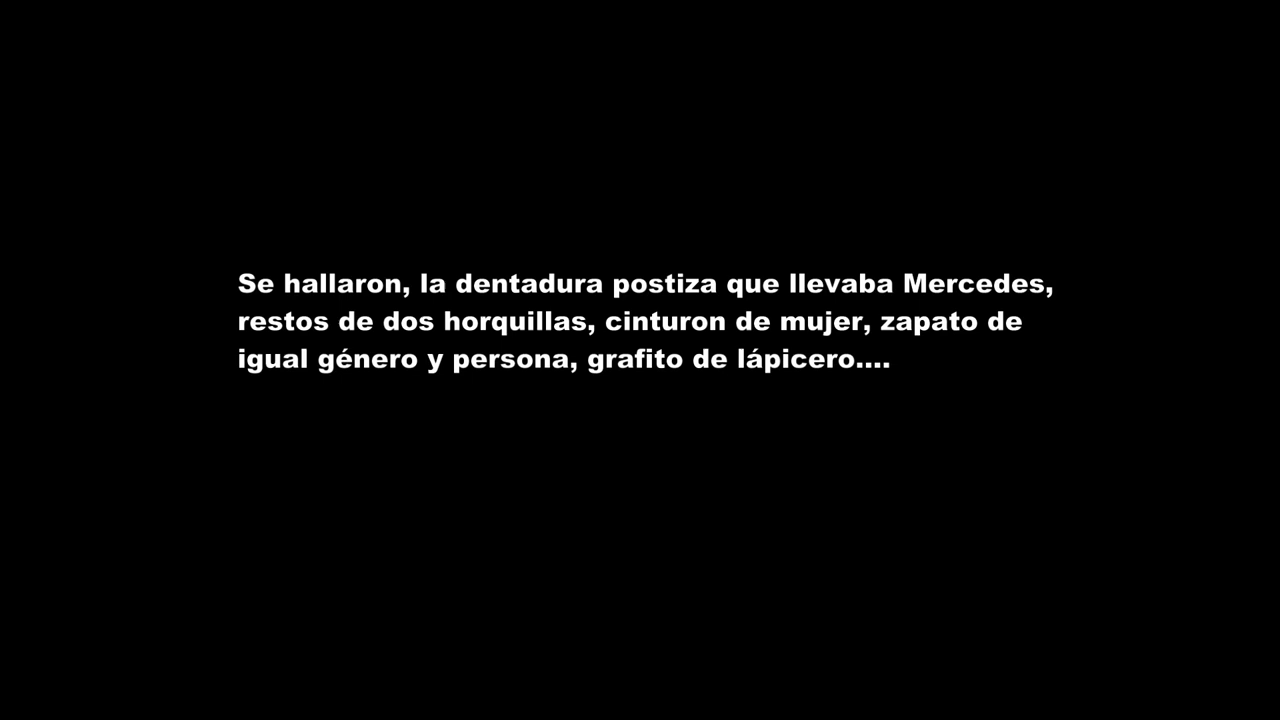 Se hallaron, la dentadura postiza que llevaba Mercedes,
restos de dos horquillas, cinturon de mujer, zapato de
igual género y persona, grafito de lápicero....